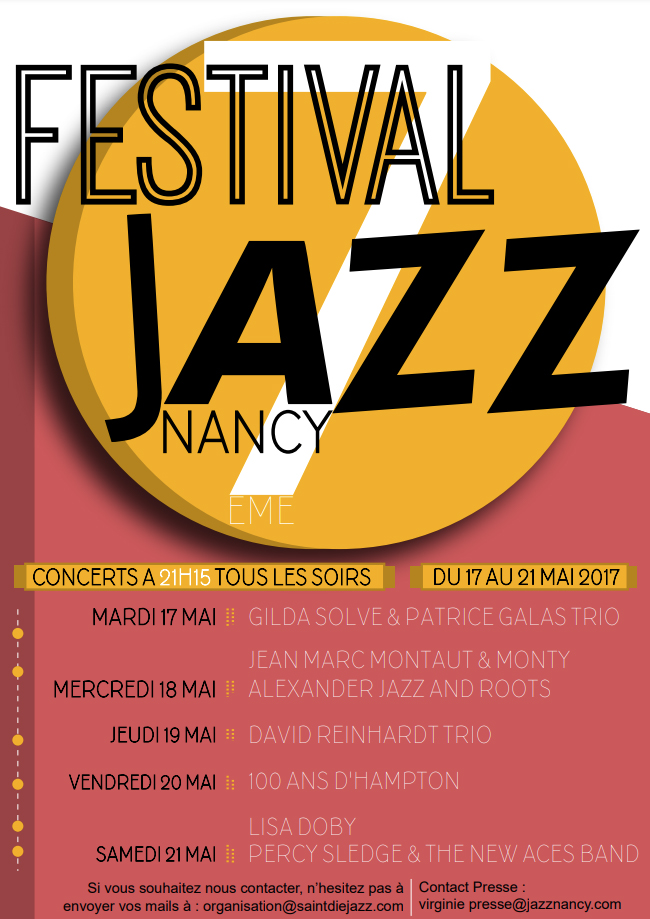 7
FESTIVAL
JAZZ
NANCY
EME
CONCERTS A 21H15 TOUS LES SOIRS
DU 17 AU 21 MAI 2017
MARDI 17 MAI
GILDA SOLVE & PATRICE GALAS TRIO
JEAN MARC MONTAUT & MONTY
MERCREDI 18 MAI
ALEXANDER JAZZ AND ROOTS
JEUDI 19 MAI
DAVID REINHARDT TRIO
VENDREDI 20 MAI
100 ANS D'HAMPTON
LISA DOBY
SAMEDI 21 MAI
PERCY SLEDGE & THE NEW ACES BAND
Si vous souhaitez nous contacter, n'hesitez pas à
envoyer vos mails à : organisation@saintdiejazz.com
Contact Presse :
virginie presse@jazznancy.com